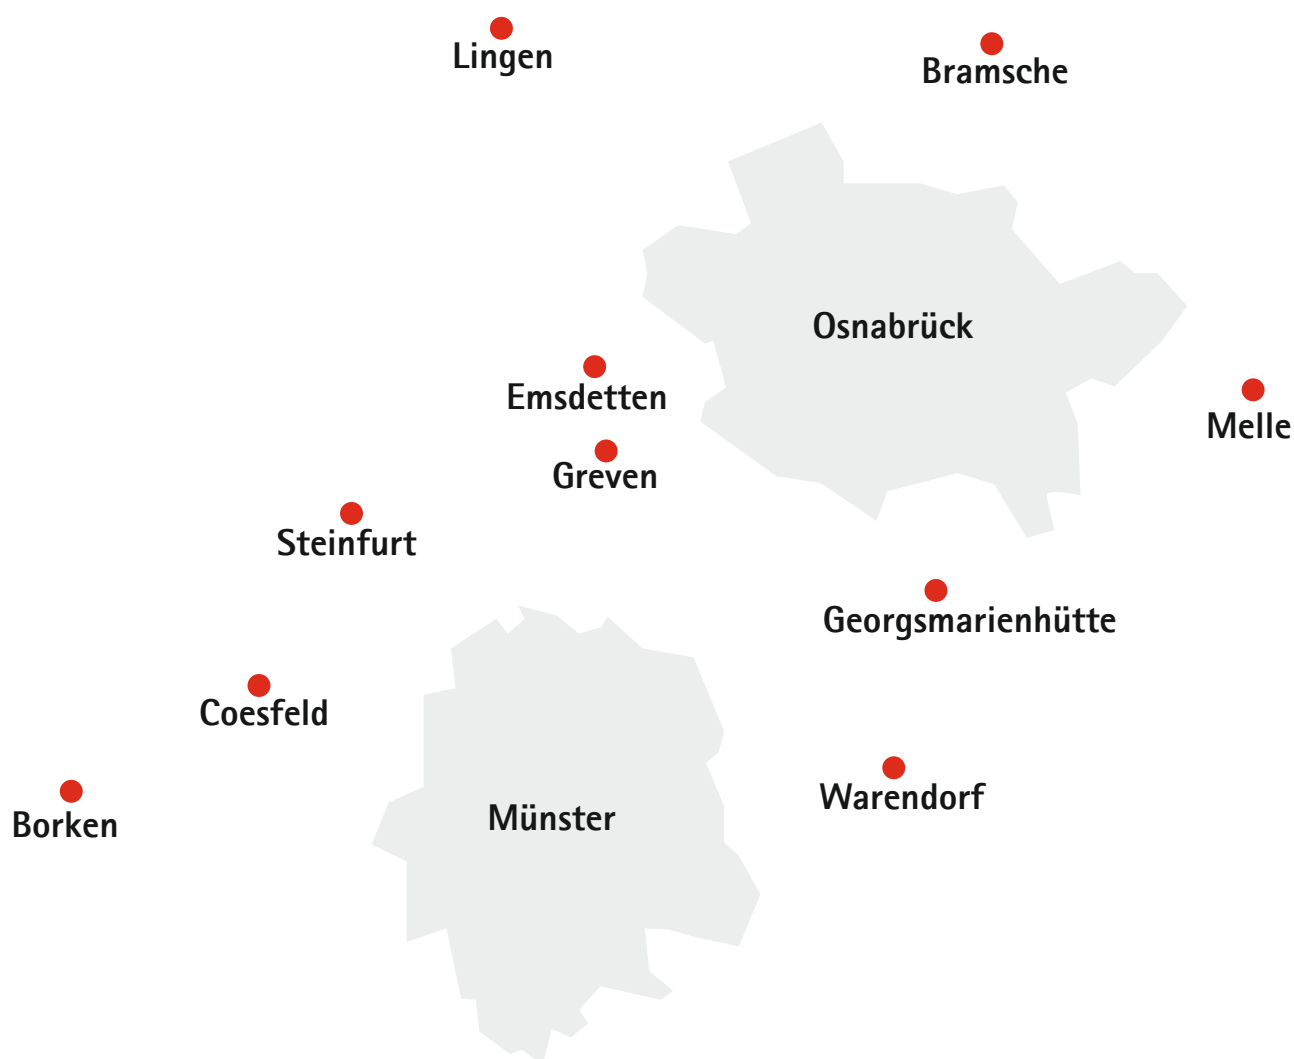 Lingen
Bramsche
Osnabrück
Emsdetten
Melle
Greven
Steinfurt
Georgsmarienhütte
Coesfeld
Warendorf
Münster
Borken